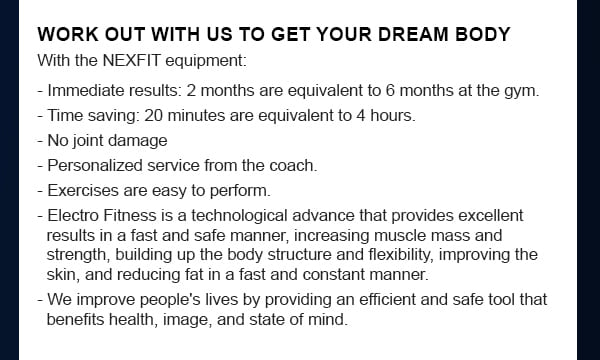 WORK OUT WITH US TO GET YOUR DREAM BODY
With the NEXFIT equipment:
- Immediate results: 2 months are equivalent to 6 months at the gym.
- Time saving: 20 minutes are equivalent to 4 hours.
- No joint damage
- Personalized service from the coach.
- Exercises are easy to perform.
- Electro Fitness is a technological advance that provides excellent
results in a fast and safe manner, increasing muscle mass and
strength, building up the body structure and flexibility, improving the
skin, and reducing fat in a fast and constant manner.
- We improve people's lives by providing an efficient and safe tool that
benefits health, image, and state of mind.